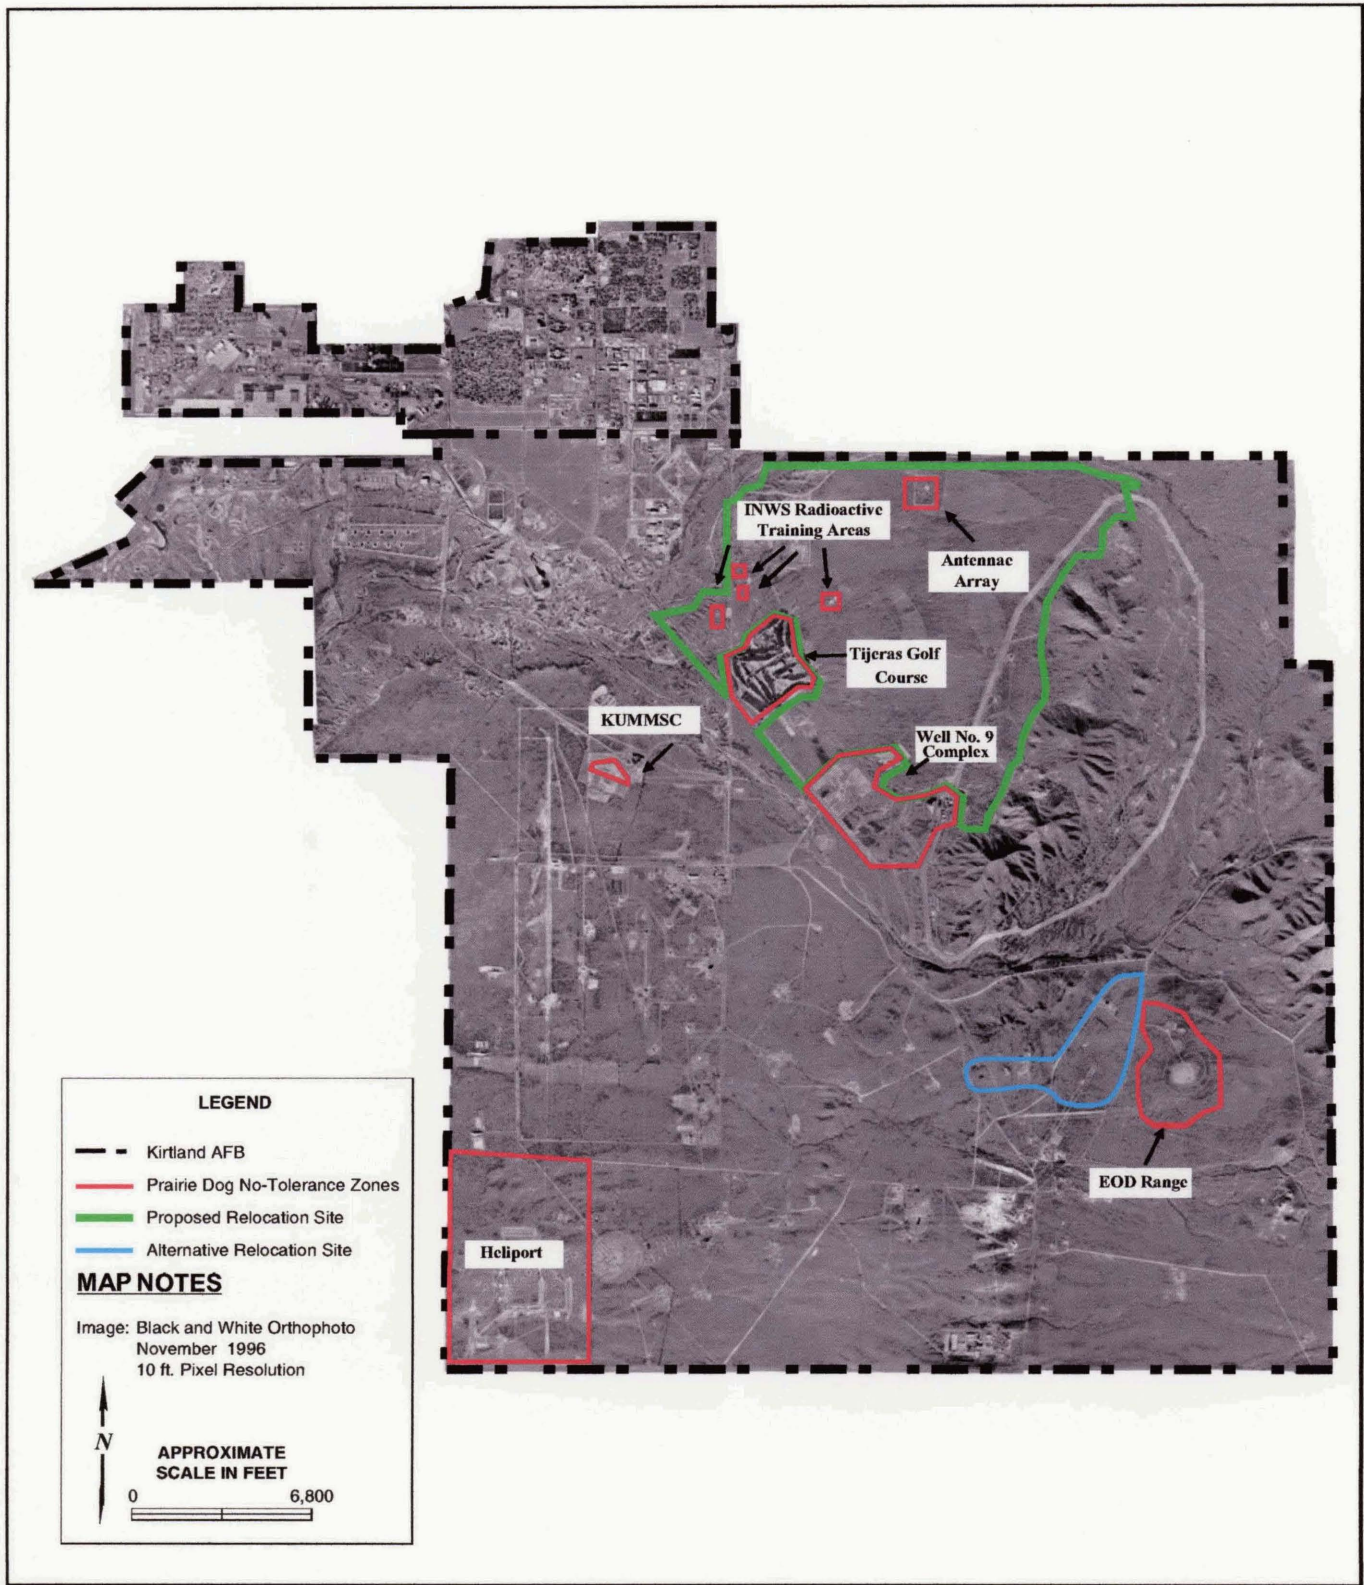 INWS Radioactive
Training Areas
Antennae
Array
Tijeras Golf
Course
KUMMSC
Well No. 9
Complex
EOD Range
Heliport
LEGEND
Kirtland AFB
Prairie Dog No-Tolerance Zones
Proposed Relocation Site
Alternative Relocation Site
MAP NOTES
Image: Black and White Orthophoto
November 1996
10 ft. Pixel Resolution
N
APPROXIMATE
SCALE IN FEET
0 6,800